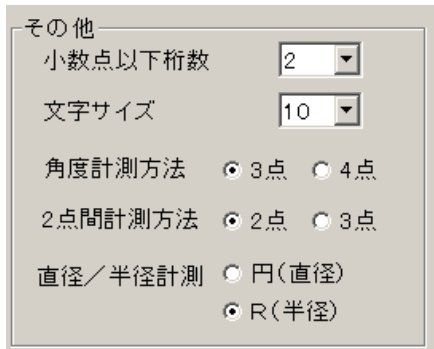 その他
小数点以下桁数 2
文字サイズ 10
角度計測方法 3点 4点
2点間計測方法 2点 3点
直径／半径計測 円(直径)
R(半径)